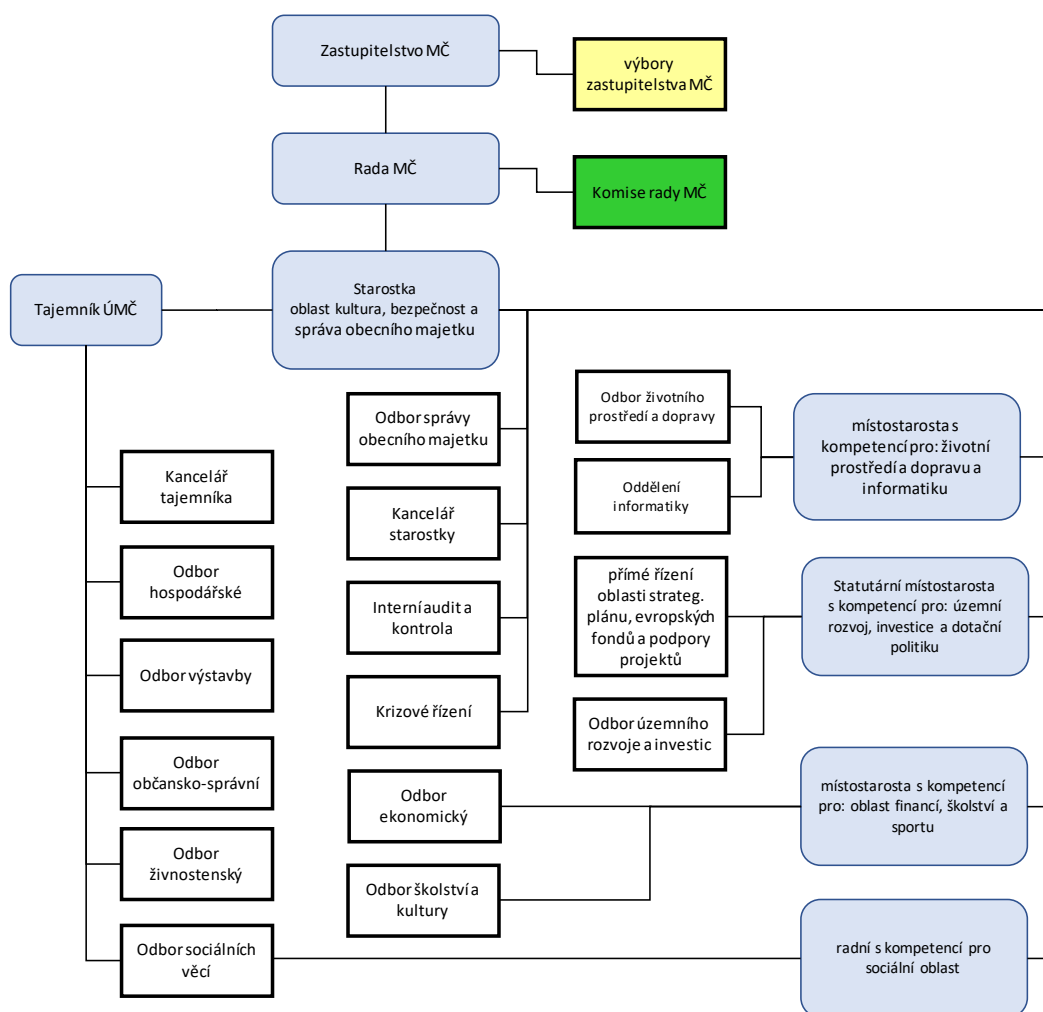 Zastupitelstvo MČ
výbory
zastupitelstva MČ
Rada MČ
Komise rady MČ
Tajemník ÚMČ
Starostka
oblast kultura, bezpečnost a
správa obecního majetku
Odbor správy
obecního majetku
Odbor životního
prostředí a dopravy
místostarosta s
kompetencí pro: životní
prostředí a dopravu a
informatiku
Kancelář
tajemníka
Kancelář
starostky
Oddělení
informatiky
Odbor
hospodářské
Interní audit a
kontrola
přímé řízení
oblasti strateg.
plánu, evropských
fondů a podpory
projektů
Statutární místostarosta
s kompetencí pro: územní
rozvoj, investice a dotační
politiku
Odbor výstavby
Krizové řízení
Odbor územního
rozvoje a investic
Odbor
občansko-správní
Odbor
ekonomický
místostarosta s kompetencí
pro: oblast financí, školství a
sportu
Odbor
živnostenský
Odbor školství a
kultury
Odbor sociálních
věcí
radní s kompetencí pro
sociální oblast